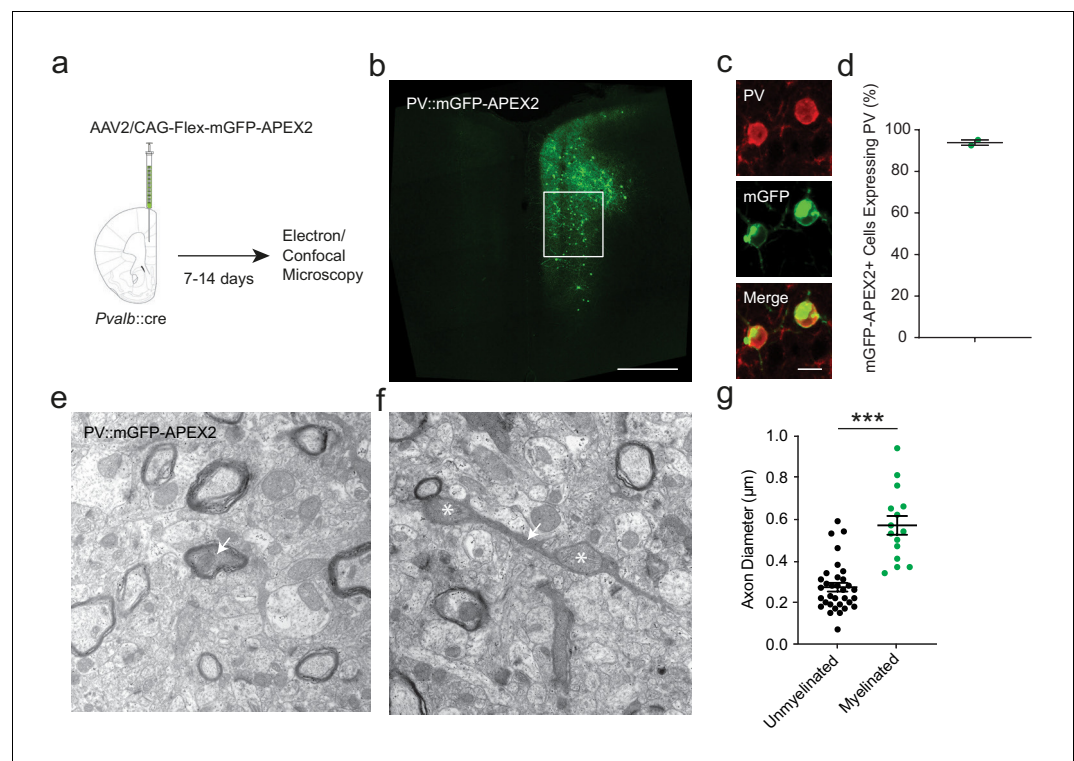 a
AAV2/CAG-Flex-mGFP-APEX2
7-14 days
Electron/
Confocal
Microscopy
Pvalb::cre
b
PV::mGFP-APEX2
c
PV
mGFP
Merge
d
mGFP-APEX2+ Cells Expressing PV (%)
100
80
60
40
20
0
e
PV::mGFP-APEX2
f
*
*
g
***
Axon Diameter (μm)
1.0
0.8
0.6
0.4
0.2
0.0
Unmyelinated
Myelinated